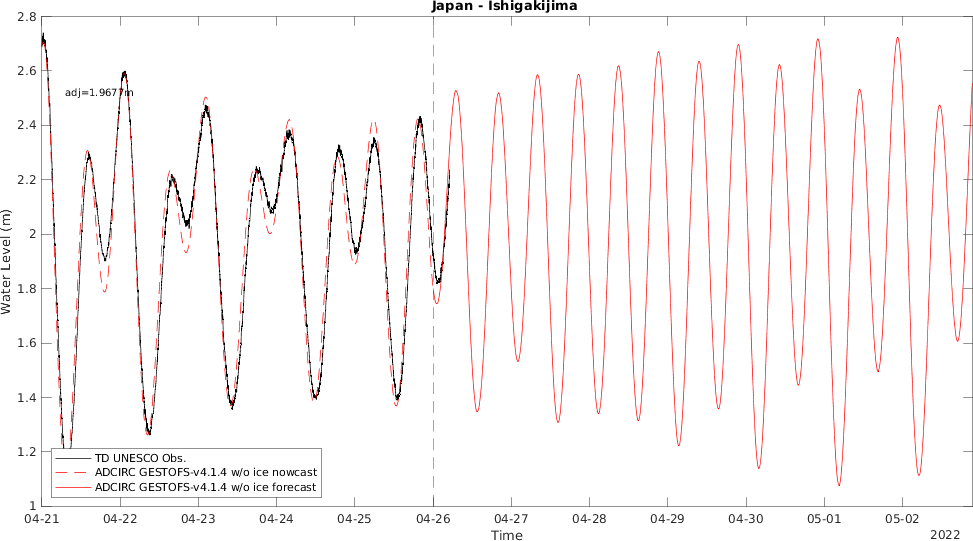 Japan - Ishigakijima
Water Level (m)
2.8
2.6
2.4
2.2
2
1.8
1.6
1.4
1.2
1
adj=1.9677m
TD UNESCO Obs.
ADCIRC GESTOFS-v4.1.4 w/o ice nowcast
ADCIRC GESTOFS-v4.1.4 w/o ice forecast
04-21 04-22 04-23 04-24 04-25 04-26 04-27 04-28 04-29 04-30 05-01 05-02
Time
2022